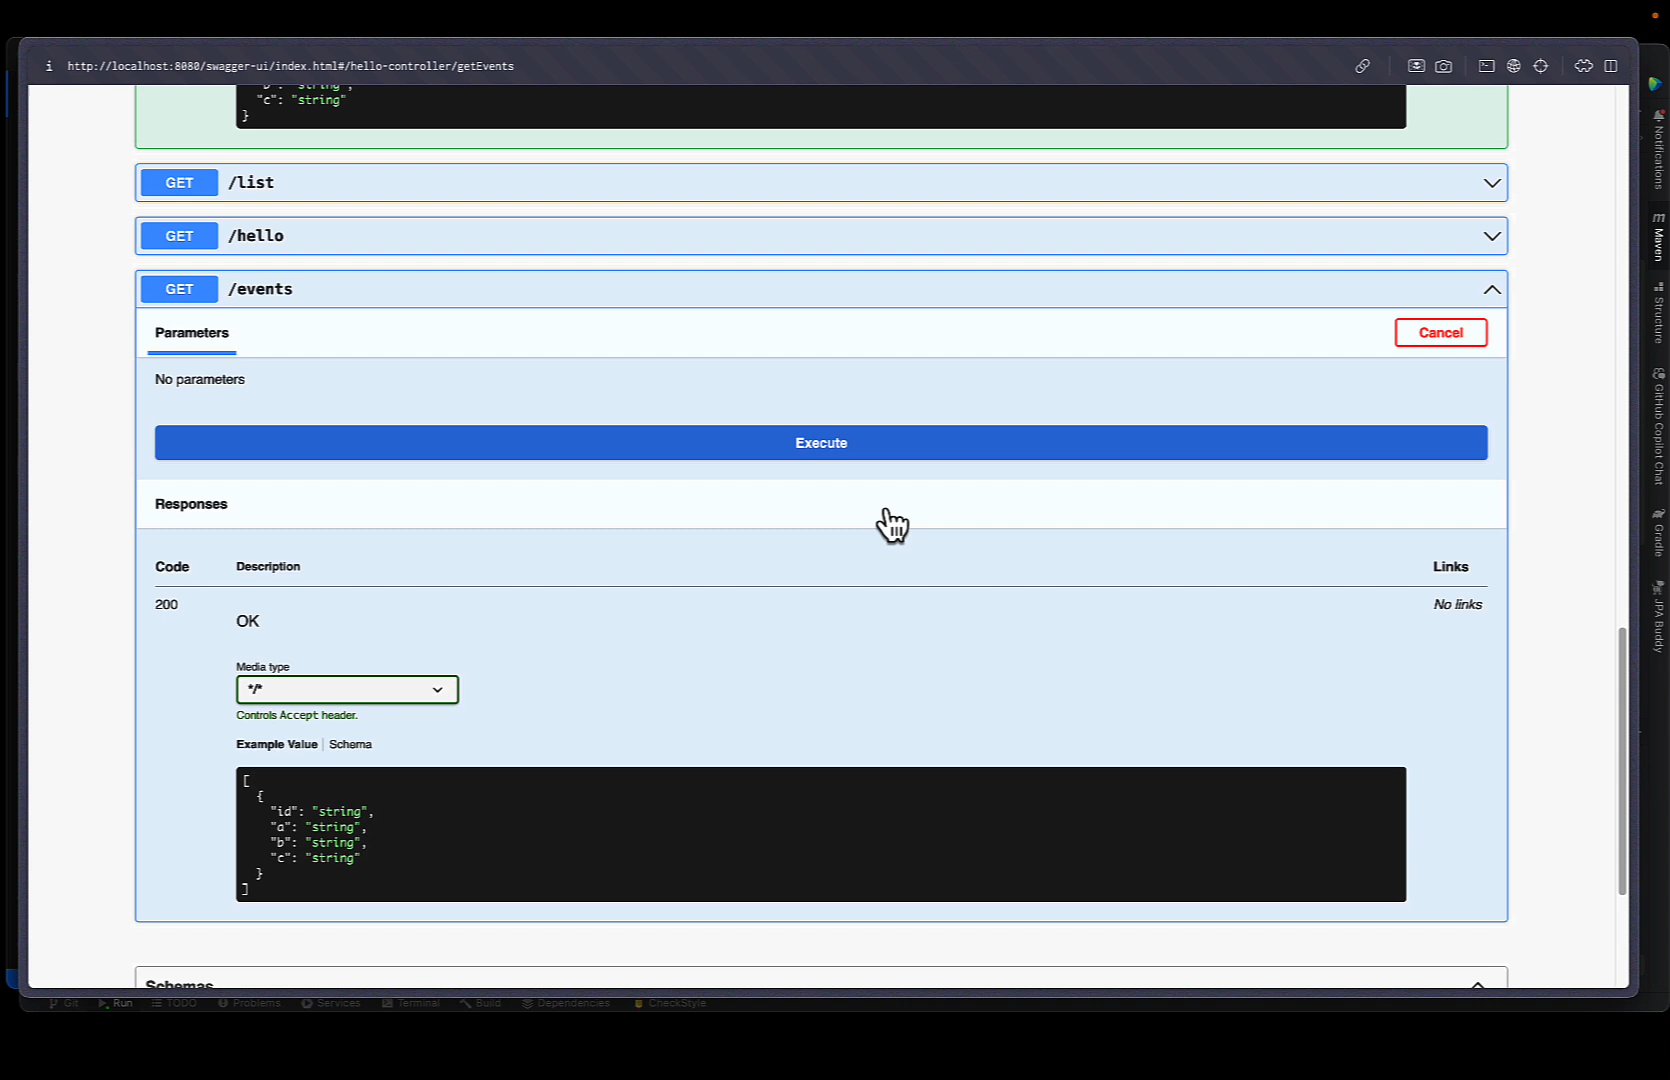 http://localhost:8080/swagger-ui/index.html#/hello-controller/getEvents
"b": "string",
"c": "string"
}
GET /list
GET /hello
GET /events
Parameters
Cancel
No parameters
Execute
Responses
Code Description Links
200 OK No links
Media type
*/*
Controls Accept header.
Example Value | Schema
[
{
"id": "string",
"a": "string",
"b": "string",
"c": "string"
}
]
Schemas
Git Run TODO Problems Services Terminal Build Dependencies CheckStyle
Notifications
m Maven
Structure
GitHub Copilot Chat
Gradle
JPA Buddy